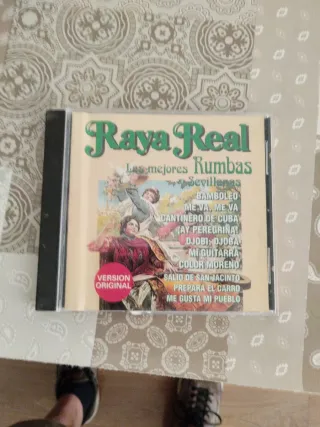 Raya Real
Las mejores Rumbas
y Sevillanas
BAMBOLEO
ME VA, ME VA
CANTINERO DE CUBA
¡AY PEREGRINA!
DJOBI, DJOBA
MI GUITARRA
COLOR MORENO
SALIO DE SAN JACINTO
PREPARA EL CARRO
ME GUSTA MI PUEBLO
VERSION
ORIGINAL